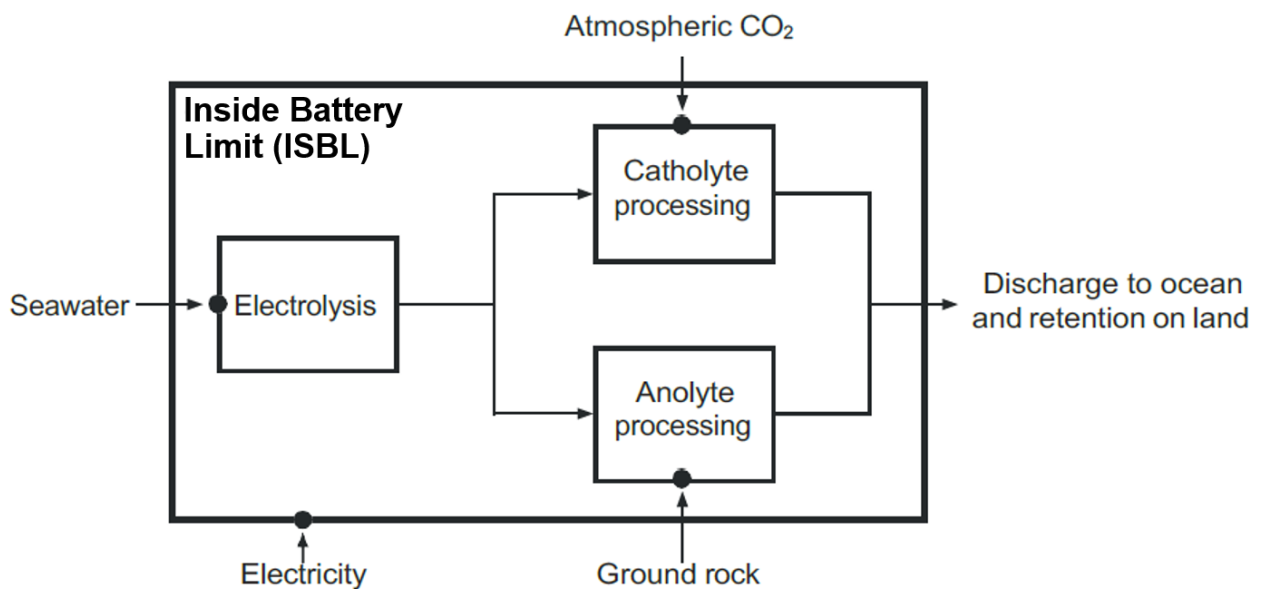 Atmospheric CO₂
Inside Battery
Limit (ISBL)
Catholyte
processing
Seawater
Electrolysis
Discharge to ocean
and retention on land
Anolyte
processing
Electricity
Ground rock